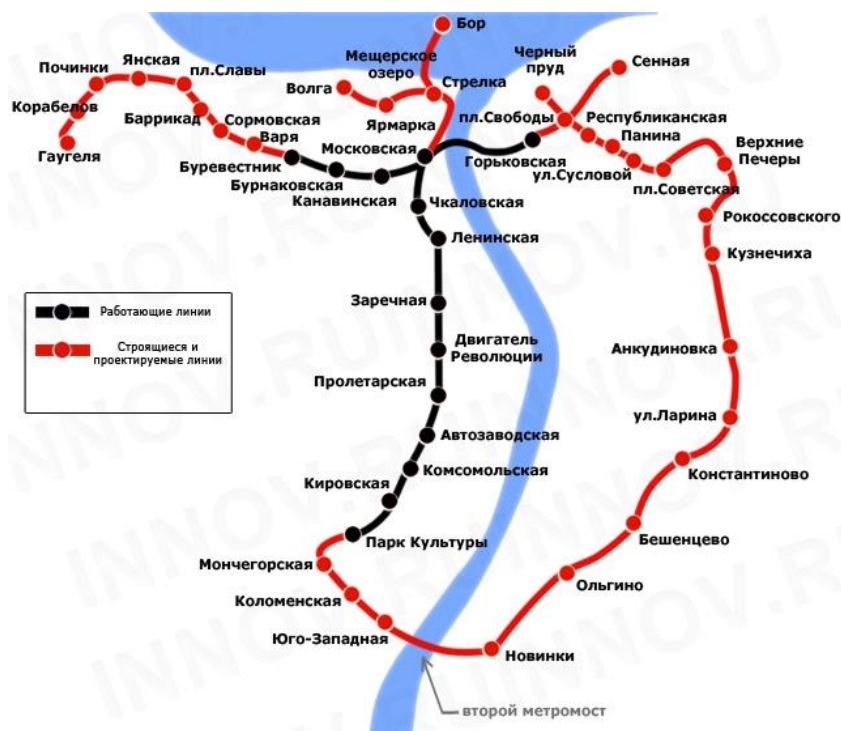 Бор
Янская
Мещерское
озеро
Черный
пруд
Сенная
Починки
пл.Славы
Волга
Стрелка
Корабелов
Баррикад
Сормовская
Варя
Ярмарка
пл.Свободы
Республиканская
Панина
Гаугеля
Буревестник
Московская
Горьковская
Верхние
Печеры
Бурнаковская
ул.Сусловой
пл.Советская
Канавинская
Чкаловская
Рокоссовского
Ленинская
Кузнечиха
Заречная
Работающие линии
Строящиеся и
проектируемые линии
Двигатель
Революции
Анкудиновка
Пролетарская
ул.Ларина
Автозаводская
Комсомольская
Константиново
Кировская
Парк Культуры
Бешенцево
Мончегорская
Ольгино
Коломенская
Юго-Западная
Новинки
второй метромост
INNOV.RU